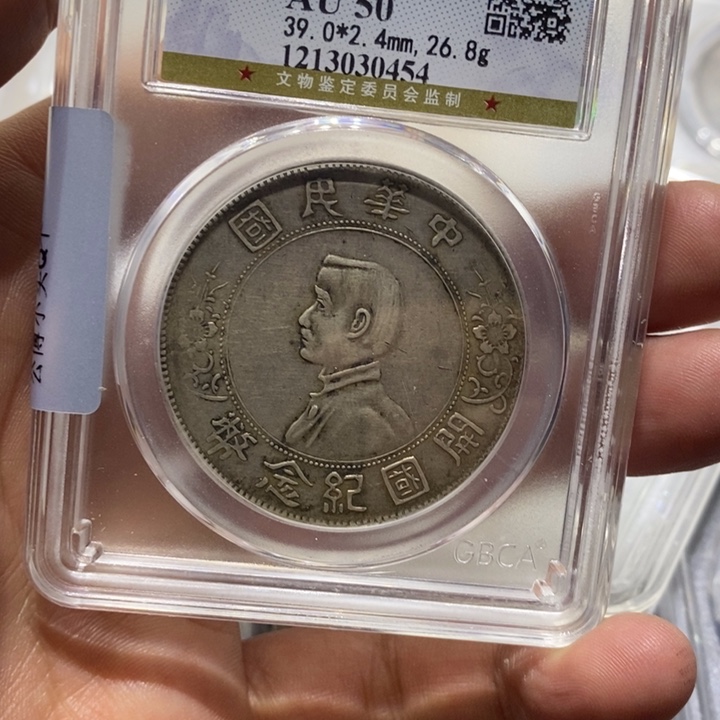 AU 50
39.0*2.4mm, 26.8g
1213030454
文物鉴定委员会监制
中華民國
開國紀念幣
GBCA®